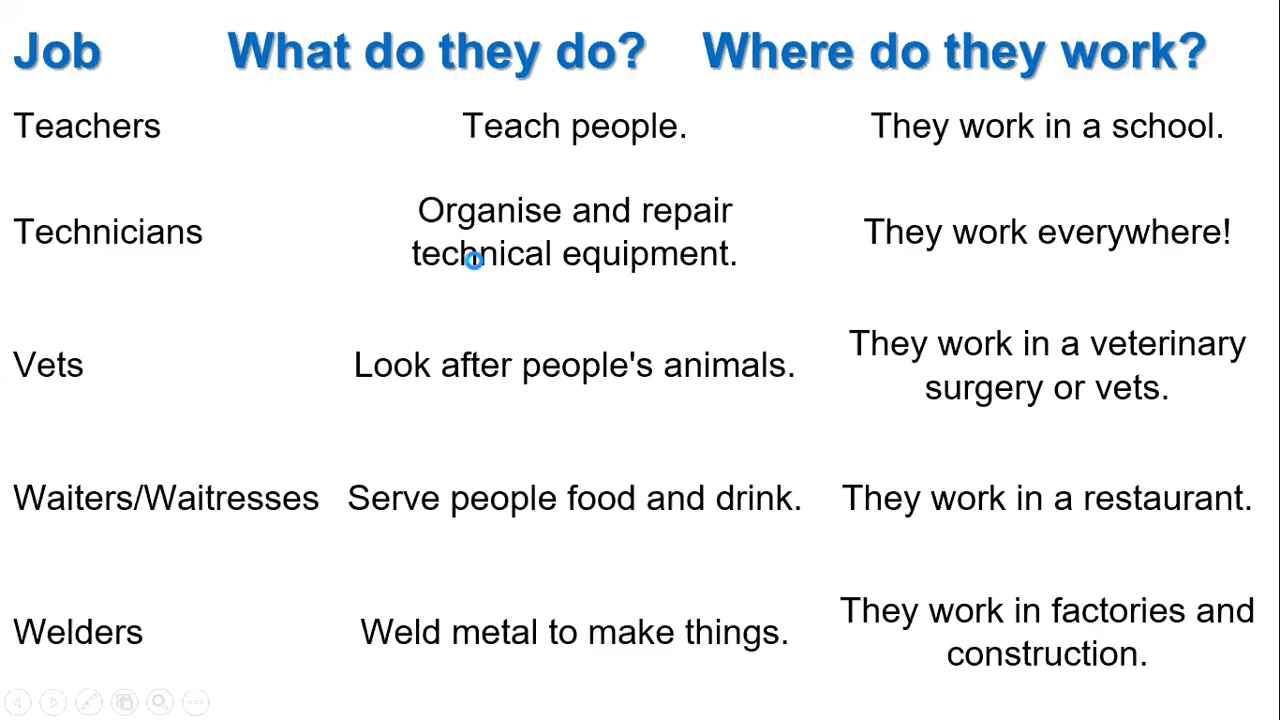 Job What do they do? Where do they work?
Teachers Teach people. They work in a school.
Technicians Organise and repair technical equipment. They work everywhere!
Vets Look after people's animals. They work in a veterinary surgery or vets.
Waiters/Waitresses Serve people food and drink. They work in a restaurant.
Welders Weld metal to make things. They work in factories and construction.